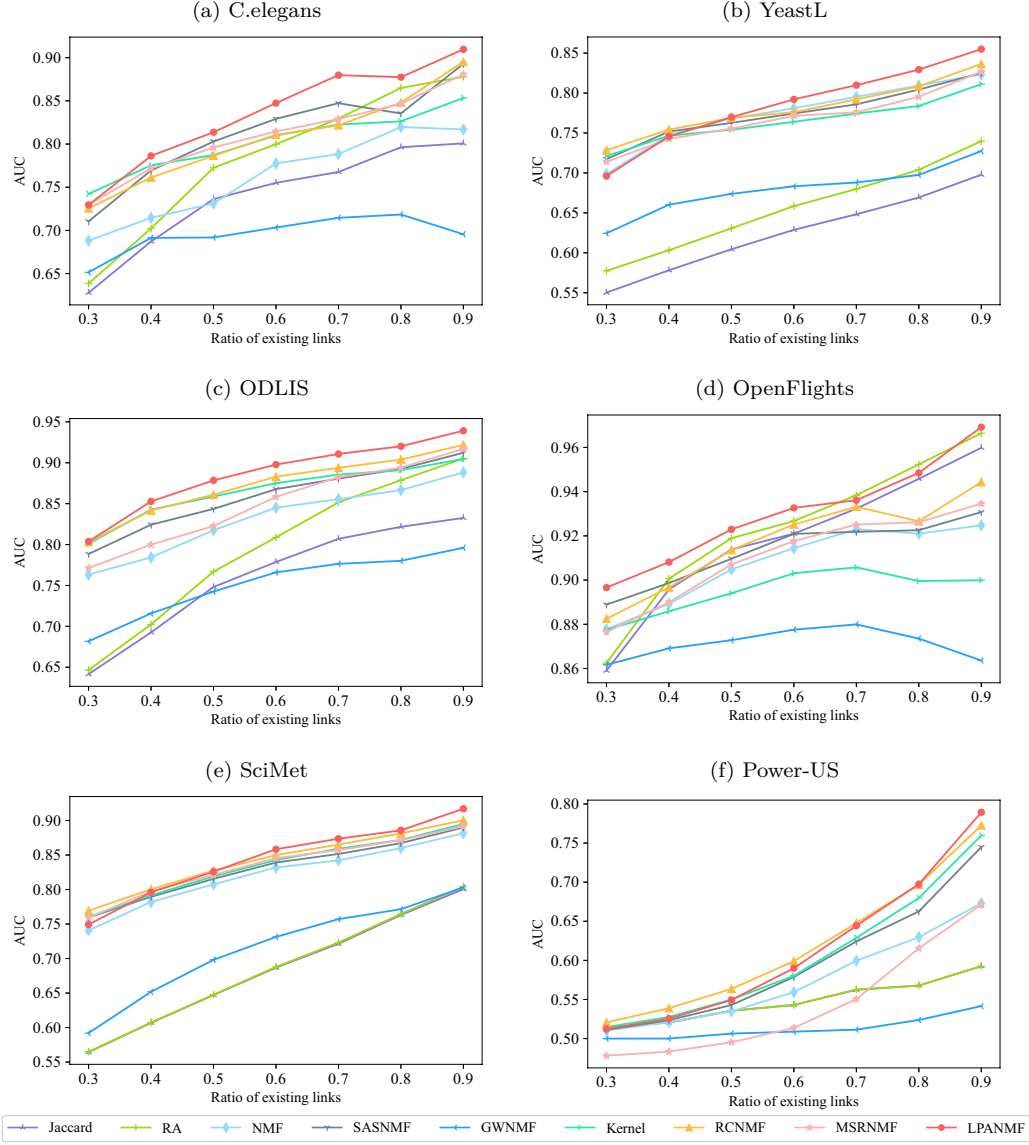 (a) C.elegans
0.90
0.85
0.80
0.75
0.70
0.65
AUC
0.3 0.4 0.5 0.6 0.7 0.8 0.9
Ratio of existing links
(b) YeastL
0.85
0.80
0.75
0.70
0.65
0.60
0.55
AUC
0.3 0.4 0.5 0.6 0.7 0.8 0.9
Ratio of existing links
(c) ODLIS
0.95
0.90
0.85
0.80
0.75
0.70
0.65
AUC
0.3 0.4 0.5 0.6 0.7 0.8 0.9
Ratio of existing links
(d) OpenFlights
0.96
0.94
0.92
0.90
0.88
0.86
AUC
0.3 0.4 0.5 0.6 0.7 0.8 0.9
Ratio of existing links
(e) SciMet
0.90
0.85
0.80
0.75
0.70
0.65
0.60
0.55
AUC
0.3 0.4 0.5 0.6 0.7 0.8 0.9
Ratio of existing links
(f) Power-US
0.80
0.75
0.70
0.65
0.60
0.55
0.50
AUC
0.3 0.4 0.5 0.6 0.7 0.8 0.9
Ratio of existing links
Jaccard RA NMF SASNMF GWNMF Kernel RCNMF MSRNMF LPANMF